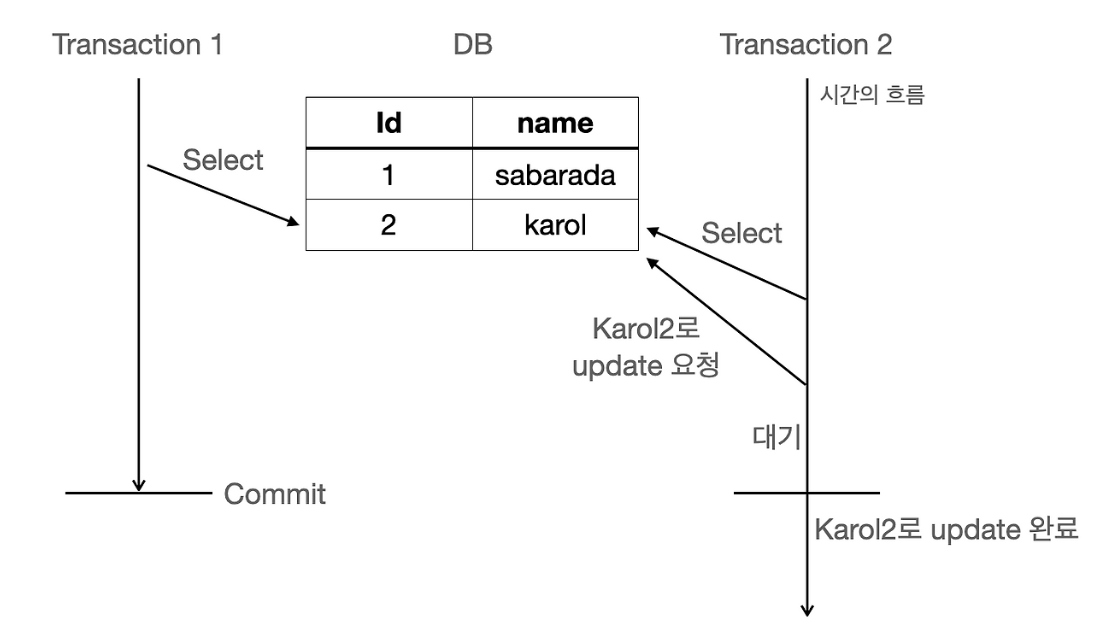 Transaction 1
DB
Transaction 2
시간의 흐름
Id name
Select
1 sabarada
2 karol
Select
Karol2로
update 요청
대기
Commit
Karol2로 update 완료